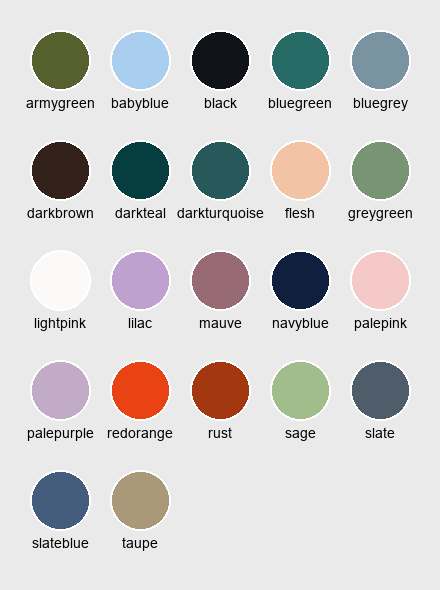 armygreen babyblue black bluegreen bluegrey
darkbrown darkteal darkturquoise flesh greygreen
lightpink lilac mauve navyblue palepink
palepurple redorange rust sage slate
slateblue taupe